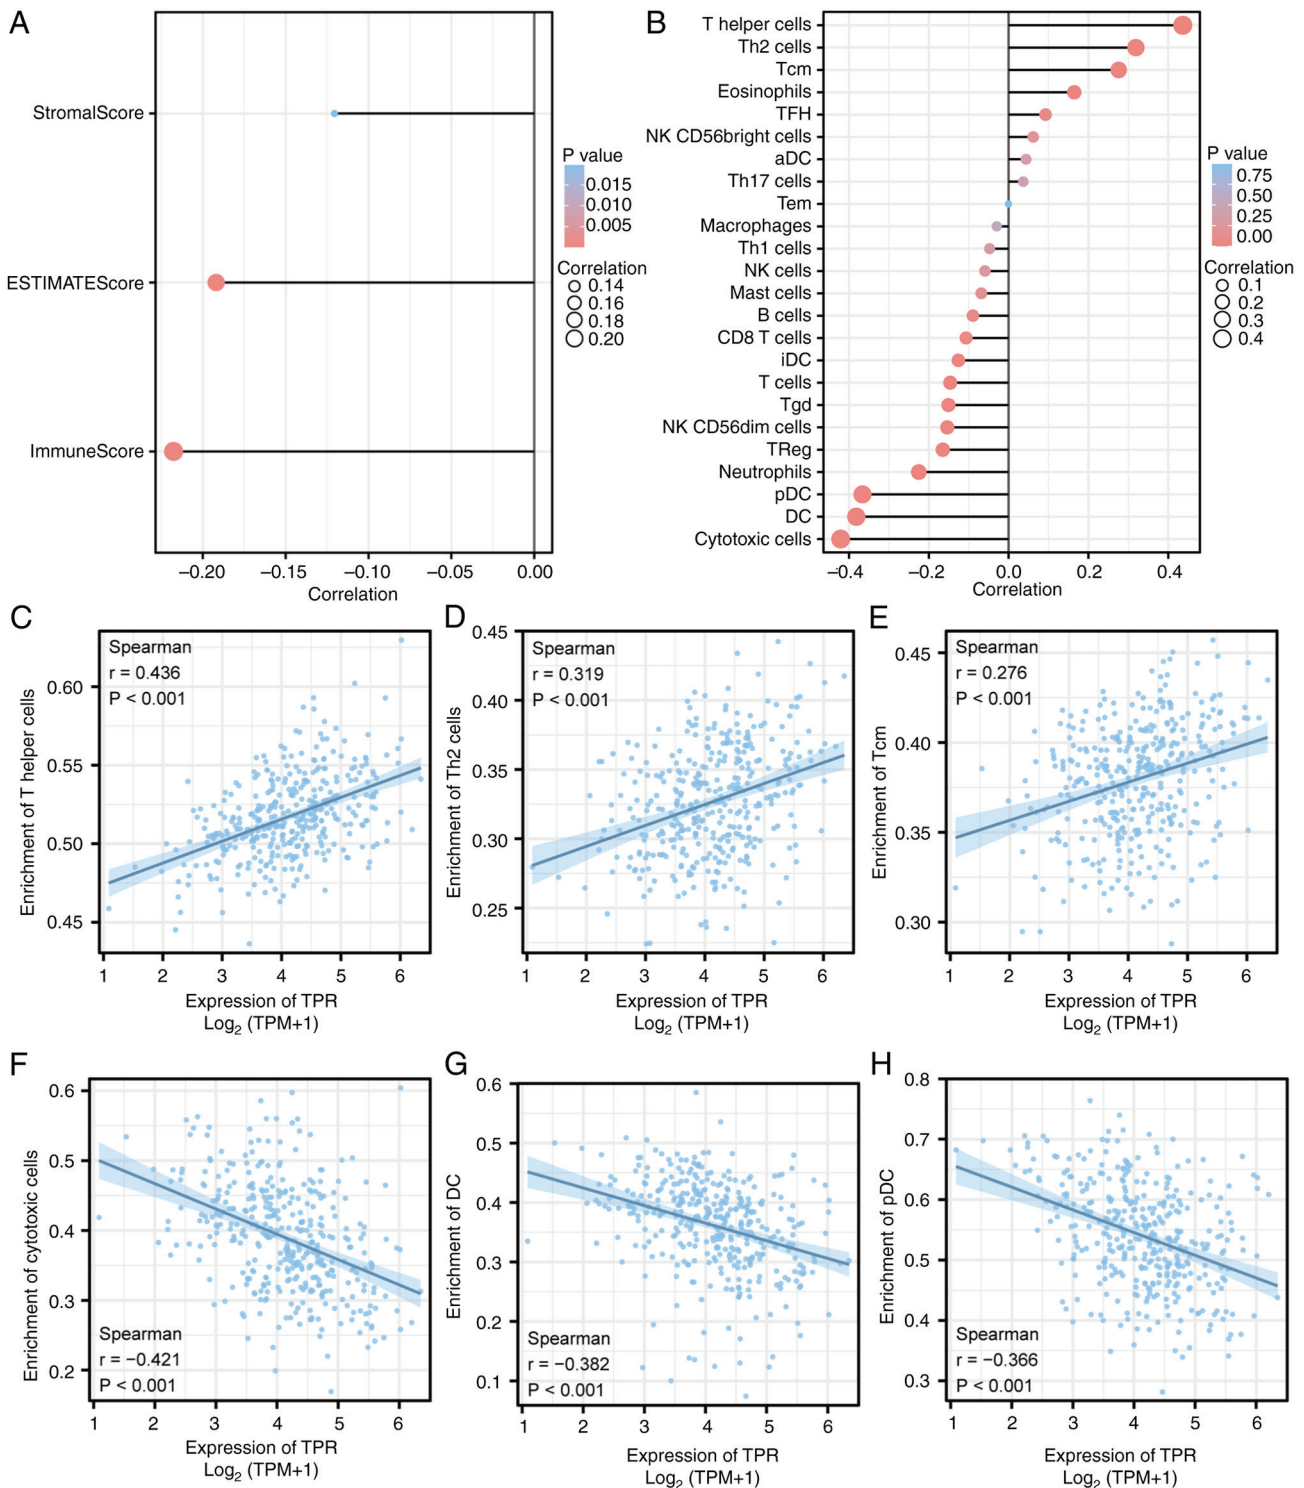 A
StromalScore
ESTIMATEScore
ImmuneScore
−0.20 −0.15 −0.10 −0.05 0.00
Correlation
P value
0.015
0.010
0.005
Correlation
0.14
0.16
0.18
0.20
B
T helper cells
Th2 cells
Tcm
Eosinophils
TFH
NK CD56bright cells
aDC
Th17 cells
Tem
Macrophages
Th1 cells
NK cells
Mast cells
B cells
CD8 T cells
iDC
T cells
Tgd
NK CD56dim cells
TReg
Neutrophils
pDC
DC
Cytotoxic cells
−0.4 −0.2 0.0 0.2 0.4
Correlation
P value
0.75
0.50
0.25
0.00
Correlation
0.1
0.2
0.3
0.4
C
Spearman
r = 0.436
P < 0.001
Enrichment of T helper cells
0.60
0.55
0.50
0.45
1 2 3 4 5 6
Expression of TPR
Log2 (TPM+1)
D
Spearman
r = 0.319
P < 0.001
Enrichment of Th2 cells
0.45
0.40
0.35
0.30
0.25
1 2 3 4 5 6
Expression of TPR
Log2 (TPM+1)
E
Spearman
r = 0.276
P < 0.001
Enrichment of Tcm
0.45
0.40
0.35
0.30
1 2 3 4 5 6
Expression of TPR
Log2 (TPM+1)
F
Enrichment of cytotoxic cells
0.6
0.5
0.4
0.3
0.2
Spearman
r = −0.421
P < 0.001
1 2 3 4 5 6
Expression of TPR
Log2 (TPM+1)
G
Enrichment of DC
0.6
0.5
0.4
0.3
0.2
0.1
Spearman
r = −0.382
P < 0.001
1 2 3 4 5 6
Expression of TPR
Log2 (TPM+1)
H
Enrichment of pDC
0.8
0.7
0.6
0.5
0.4
0.3
Spearman
r = −0.366
P < 0.001
1 2 3 4 5 6
Expression of TPR
Log2 (TPM+1)